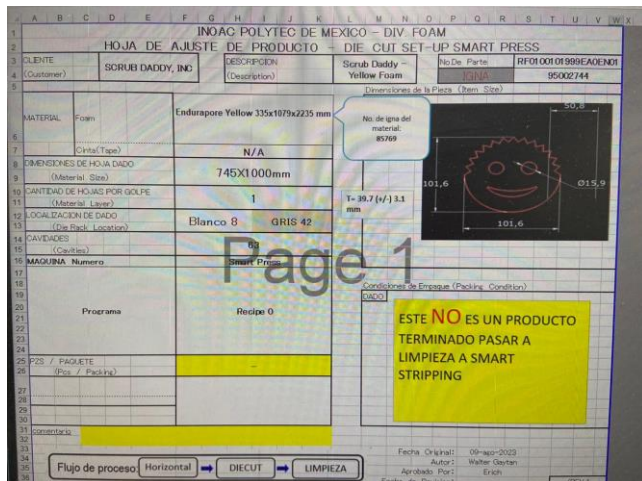 INOAC POLYTEC DE MEXICO - DIV. FOAM
HOJA DE AJUSTE DE PRODUCTO - DIE CUT SET-UP SMART PRESS
CLIENTE
(Customer)
SCRUB DADDY, INC
DESCRIPCION
(Description)
Scrub Daddy -
Yellow Foam
No.De Parte:
RF0100101999EA0EN01
IGNA
95002744
Dimensiones de la Pieza (Item Size)
MATERIAL
Foam
Endurapore Yellow 335x1079x2235 mm
No. de igna del
material:
85769
50,8
101,6
Ø15,9
101,6
Cinta(Tape)
N/A
DIMENSIONES DE HOJA DADO
(Material Size)
745X1000mm
CANTIDAD DE HOJAS POR GOLPE
(Material Layer)
1
T= 39.7 (+/-) 3.1
mm
LOCALIZACION DE DADO
(Die Rack Location)
Blanco 8 GRIS 42
CAVIDADES
(Cavities)
63
MAQUINA Numero
Smart Press
Page 1
Condiciones de Empaque (Packing Condition)
DADO
Programa
Recipe 0
ESTE NO ES UN PRODUCTO
TERMINADO PASAR A
LIMPIEZA A SMART
STRIPPING
PZS / PAQUETE
(Pcs / Packing)
-
comentario
Flujo de proceso:
Horizontal
DIECUT
LIMPIEZA
Fecha Original: 09-ago-2023
Autor: Walter Gaytan
Aprobado Por: Erich